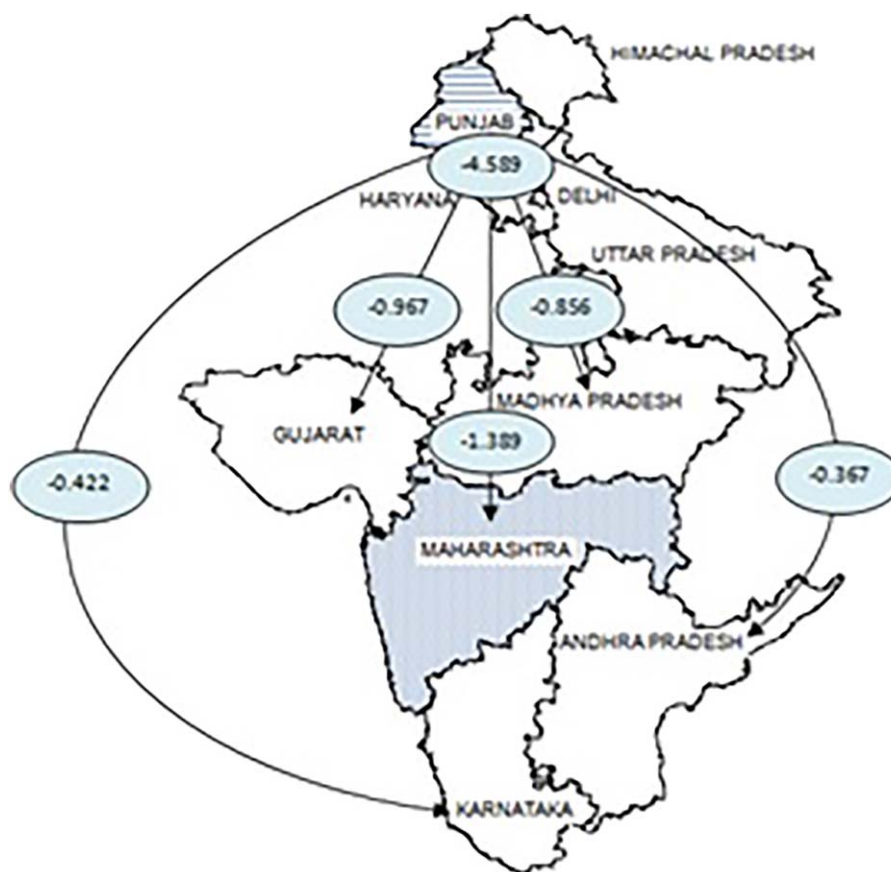 HIMACHAL PRADESH
PUNJAB
-4.589
HARYANA
DELHI
UTTAR PRADESH
-0.967
-0.856
MADHYA PRADESH
GUJARAT
-1.389
-0.422
-0.367
MAHARASHTRA
ANDHRA PRADESH
KARNATAKA